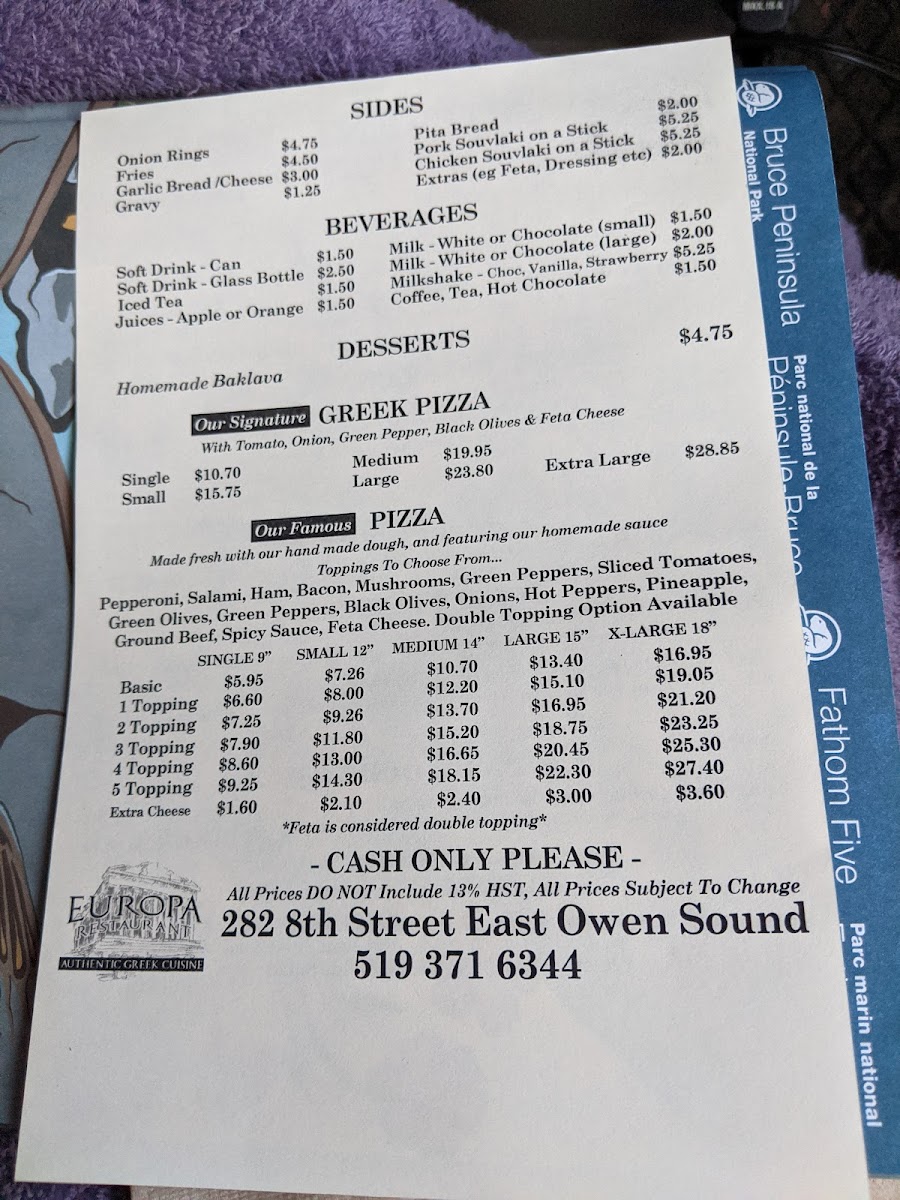 SIDES
Onion Rings $4.75
Fries $4.50
Garlic Bread /Cheese $3.00
Gravy $1.25
Pita Bread $2.00
Pork Souvlaki on a Stick $5.25
Chicken Souvlaki on a Stick $5.25
Extras (eg Feta, Dressing etc) $2.00
BEVERAGES
Soft Drink - Can $1.50
Soft Drink - Glass Bottle $2.50
Iced Tea $1.50
Juices - Apple or Orange $1.50
Milk - White or Chocolate (small) $1.50
Milk - White or Chocolate (large) $2.00
Milkshake - Choc, Vanilla, Strawberry $5.25
Coffee, Tea, Hot Chocolate $1.50
DESSERTS
Homemade Baklava $4.75
Our Signature GREEK PIZZA
With Tomato, Onion, Green Pepper, Black Olives & Feta Cheese
Single $10.70
Small $15.75
Medium $19.95
Large $23.80
Extra Large $28.85
Our Famous PIZZA
Made fresh with our hand made dough, and featuring our homemade sauce
Toppings To Choose From...
Pepperoni, Salami, Ham, Bacon, Mushrooms, Green Peppers, Sliced Tomatoes,
Green Olives, Green Peppers, Black Olives, Onions, Hot Peppers, Pineapple,
Ground Beef, Spicy Sauce, Feta Cheese. Double Topping Option Available
SINGLE 9" SMALL 12" MEDIUM 14" LARGE 15" X-LARGE 18"
Basic $5.95 $7.26 $10.70 $13.40 $16.95
1 Topping $6.60 $8.00 $12.20 $15.10 $19.05
2 Topping $7.25 $9.26 $13.70 $16.95 $21.20
3 Topping $7.90 $11.80 $15.20 $18.75 $23.25
4 Topping $8.60 $13.00 $16.65 $20.45 $25.30
5 Topping $9.25 $14.30 $18.15 $22.30 $27.40
Extra Cheese $1.60 $2.10 $2.40 $3.00 $3.60
*Feta is considered double topping*
- CASH ONLY PLEASE -
All Prices DO NOT Include 13% HST, All Prices Subject To Change
282 8th Street East Owen Sound
519 371 6344
EUROPA
RESTAURANT
AUTHENTIC GREEK CUISINE
Bruce Peninsula
National Park
Parc national de la
Péninsule-Bruce
Fathom Five
Parc marin national